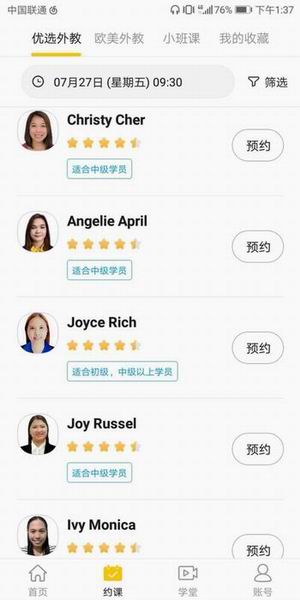 中国联通 76% 下午1:37
优选外教 欧美外教 小班课 我的收藏
07月27日 (星期五) 09:30 筛选
Christy Cher
预约
适合中级学员
Angelie April
预约
适合中级学员
Joyce Rich
预约
适合初级，中级以上学员
Joy Russel
预约
适合中级学员
Ivy Monica
预约
首页 约课 学堂 账号